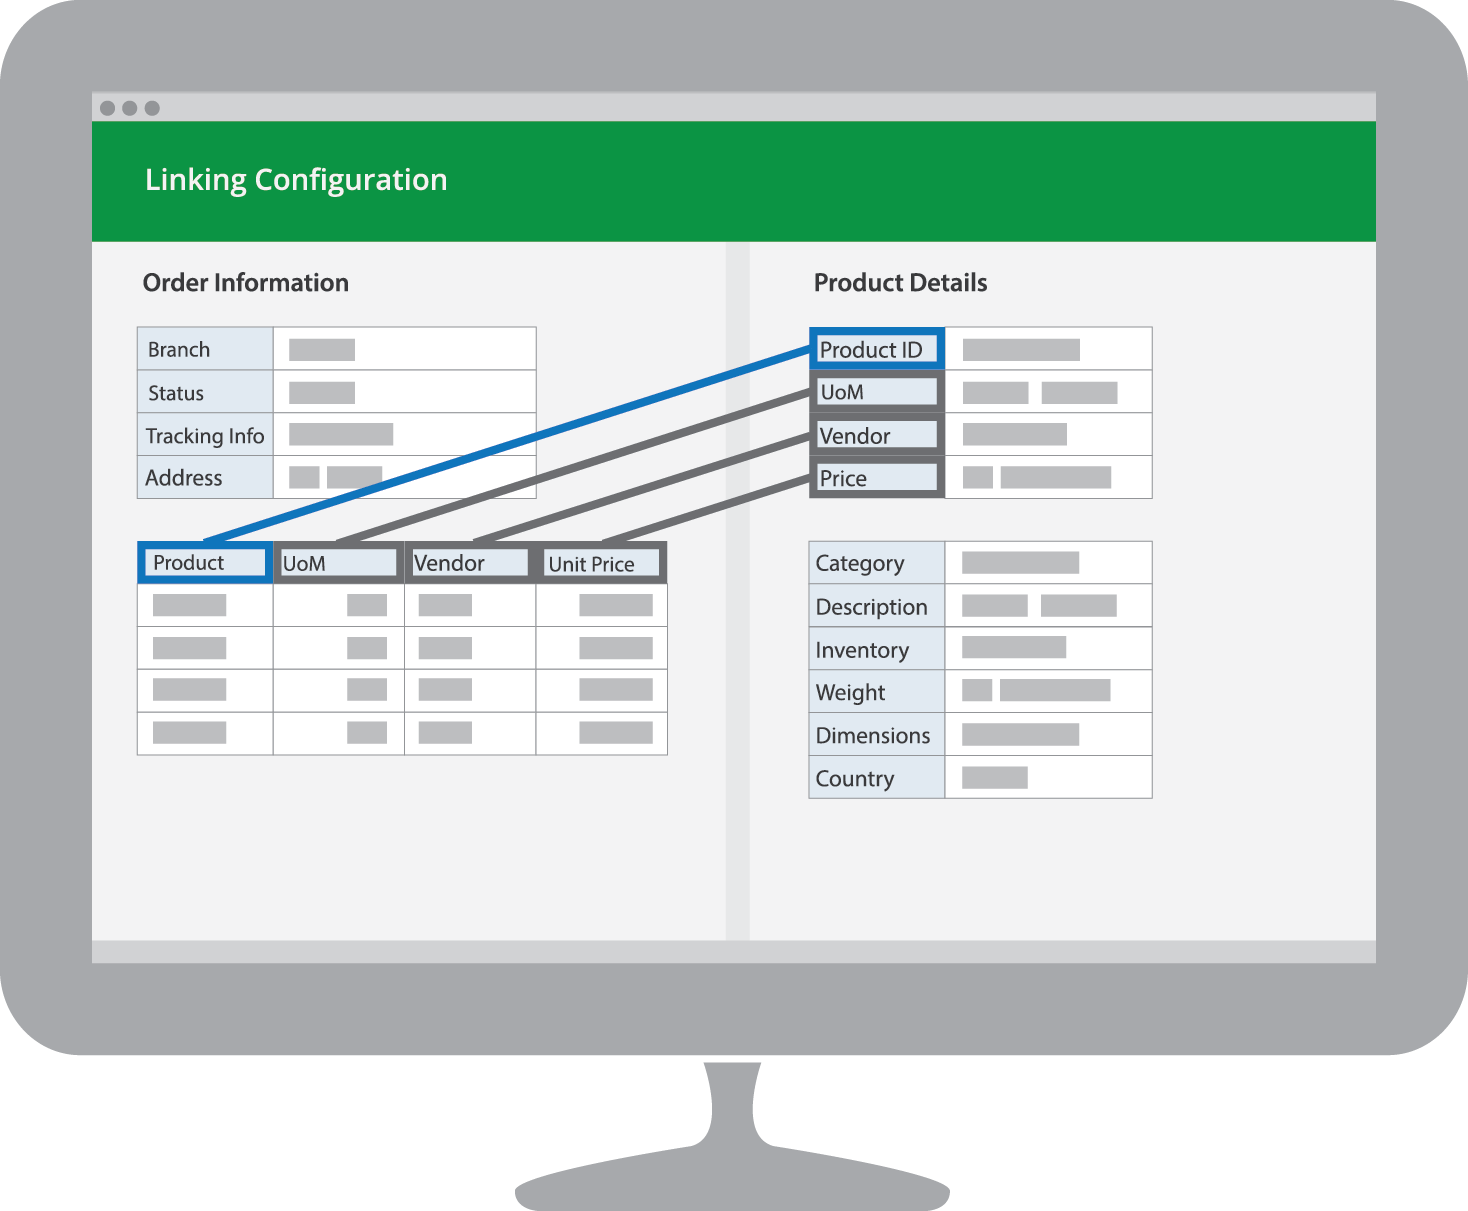 Linking Configuration
Order Information
Branch
Status
Tracking Info
Address
Product UoM Vendor Unit Price
Product Details
Product ID
UoM
Vendor
Price
Category
Description
Inventory
Weight
Dimensions
Country